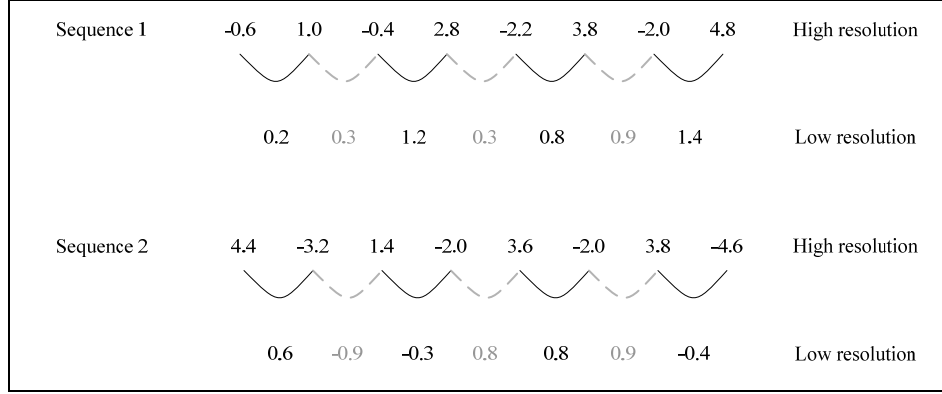 Sequence 1 -0.6 1.0 -0.4 2.8 -2.2 3.8 -2.0 4.8 High resolution
0.2 0.3 1.2 0.3 0.8 0.9 1.4 Low resolution
Sequence 2 4.4 -3.2 1.4 -2.0 3.6 -2.0 3.8 -4.6 High resolution
0.6 -0.9 -0.3 0.8 0.8 0.9 -0.4 Low resolution